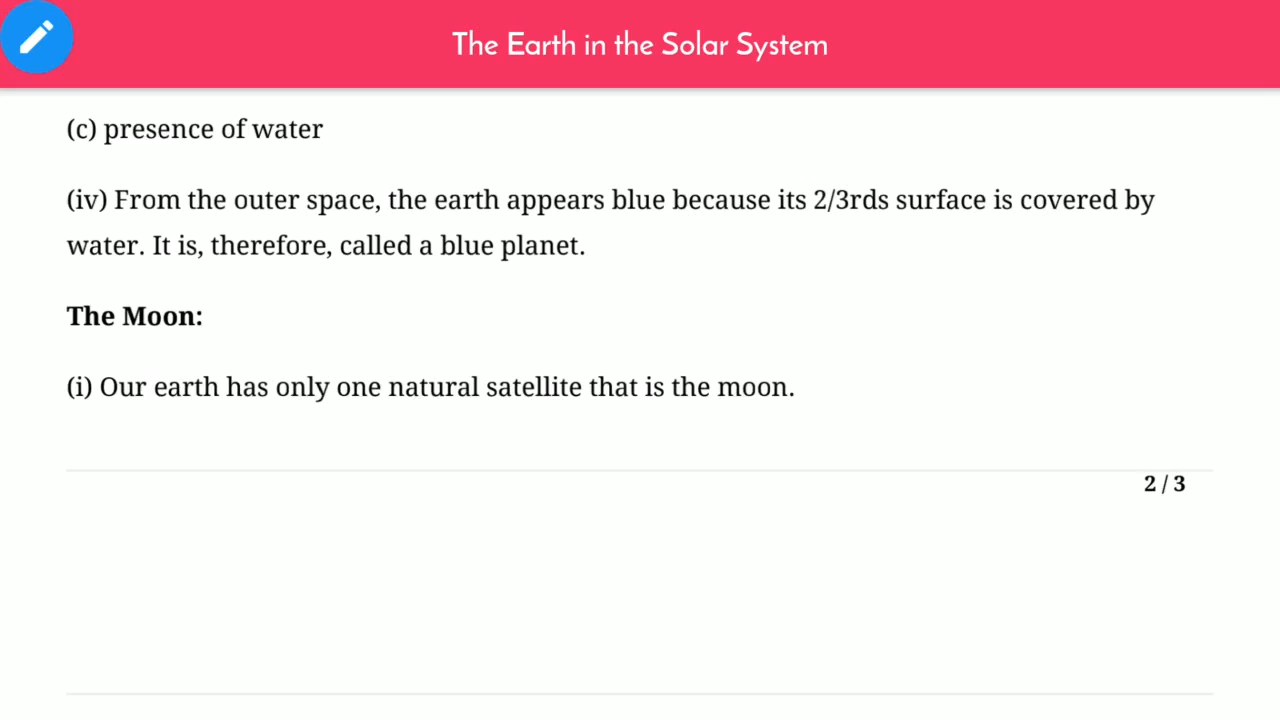 The Earth in the Solar System
(c) presence of water
(iv) From the outer space, the earth appears blue because its 2/3rds surface is covered by
water. It is, therefore, called a blue planet.
The Moon:
(i) Our earth has only one natural satellite that is the moon.
2 / 3